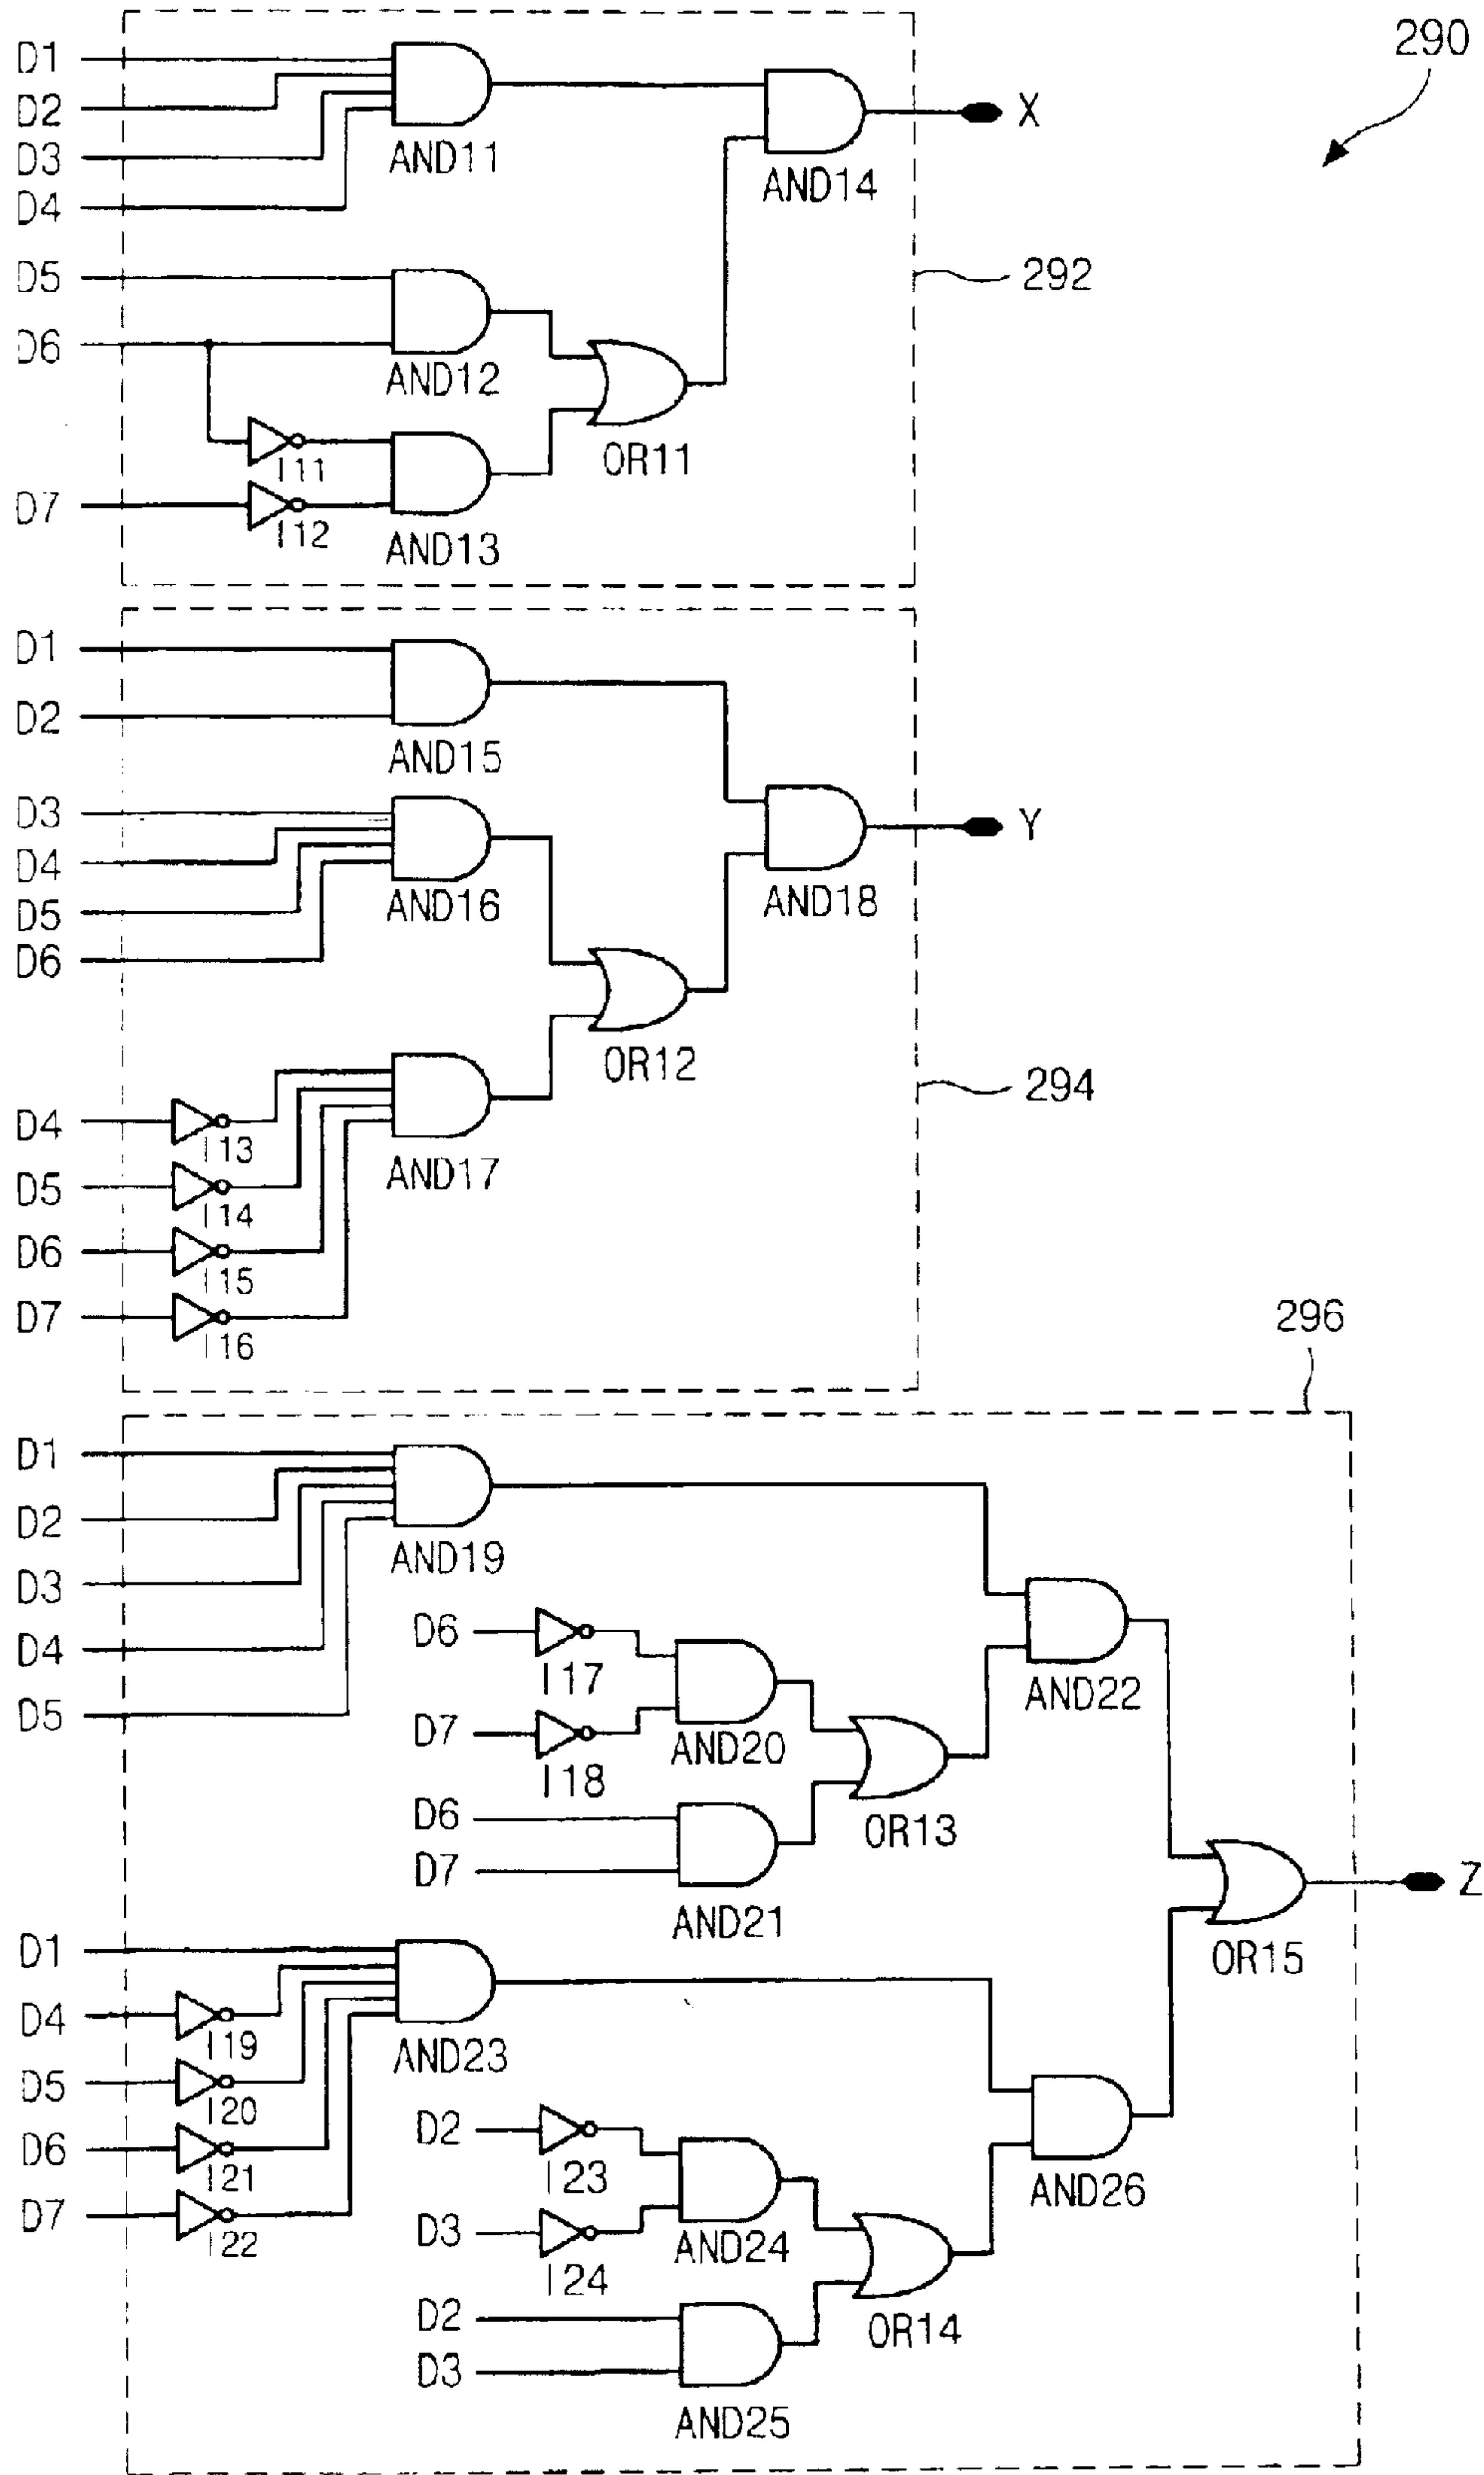 290
D1
D2
D3
D4
AND11
AND14
X
D5
D6
292
AND12
OR11
I11
D7
I12
AND13
D1
D2
AND15
D3
D4
D5
D6
AND16
AND18
Y
OR12
294
D4
I13
AND17
D5
I14
D6
I15
D7
I16
296
D1
D2
AND19
D3
D4
D5
D6
I17
D7
I18
AND20
AND22
D6
D7
OR13
AND21
Z
OR15
D1
D4
I19
AND23
D5
I20
D6
I21
D7
I22
D2
I23
D3
I24
AND24
AND26
D2
D3
OR14
AND25